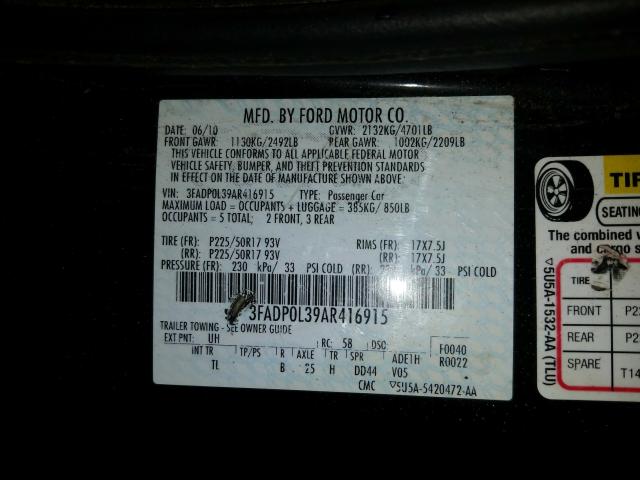 MFD. BY FORD MOTOR CO.
DATE: 06/10 GVWR: 2132KG/4701LB
FRONT GAWR: 1130KG/2492LB REAR GAWR: 1002KG/2209LB
THIS VEHICLE CONFORMS TO ALL APPLICABLE FEDERAL MOTOR
VEHICLE SAFETY, BUMPER, AND THEFT PREVENTION STANDARDS
IN EFFECT ON THE DATE OF MANUFACTURE SHOWN ABOVE.
VIN: 3FADP0L39AR416915 TYPE: Passenger Car
MAXIMUM LOAD = OCCUPANTS + LUGGAGE = 385KG/ 850LB
OCCUPANTS = 5 TOTAL; 2 FRONT, 3 REAR
TIRE (FR): P225/50R17 93V RIMS (FR): 17X7.5J
(RR): P225/50R17 93V (RR): 17X7.5J
PRESSURE (FR) 230 kPa/ 33 PSI COLD kPa/ 33 PSI COLD
3FADP0L39AR416915
TRAILER TOWING - SEE OWNER GUIDE
EXT PNT: UH RC: 58 DSO: F0040
INT TR TP/PS R AXLE TR SPR ADE1H R0022
TL B 25 H DD44 V05
CMC ▽5U5A-5420472-AA
TIR
SEATING
The combined v
and cargo s
TIRE
FRONT P22
REAR P22
SPARE T14
▽5U5A-1532-AA (TLU)